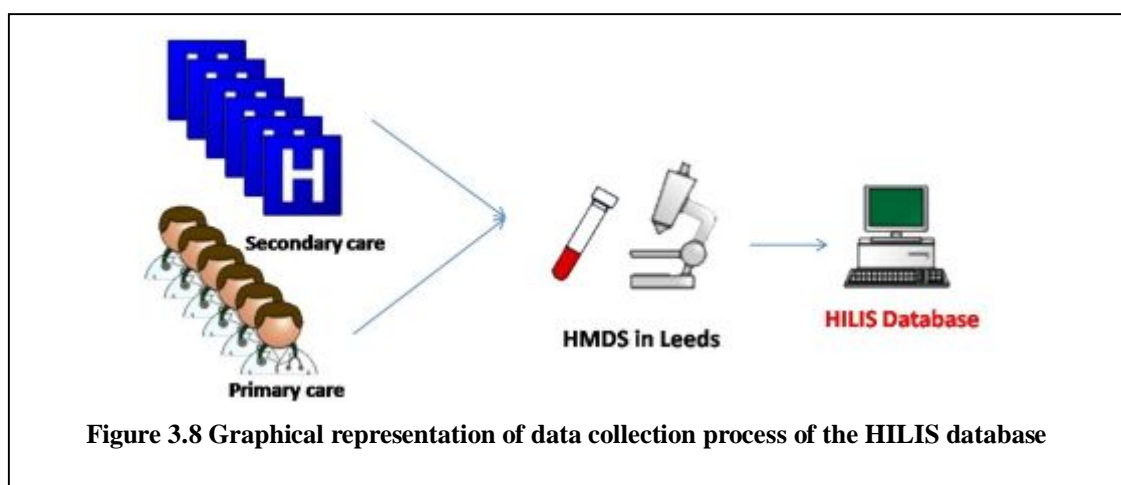 H
Secondary care
Primary care
HMDS in Leeds
HILIS Database
Figure 3.8 Graphical representation of data collection process of the HILIS database